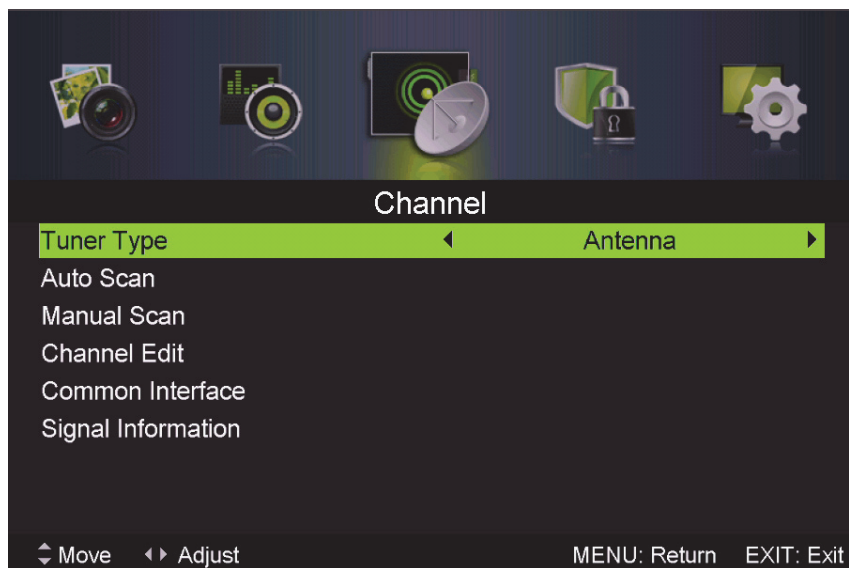 Channel
Tuner Type Antenna
Auto Scan
Manual Scan
Channel Edit
Common Interface
Signal Information
Move Adjust MENU: Return EXIT: Exit